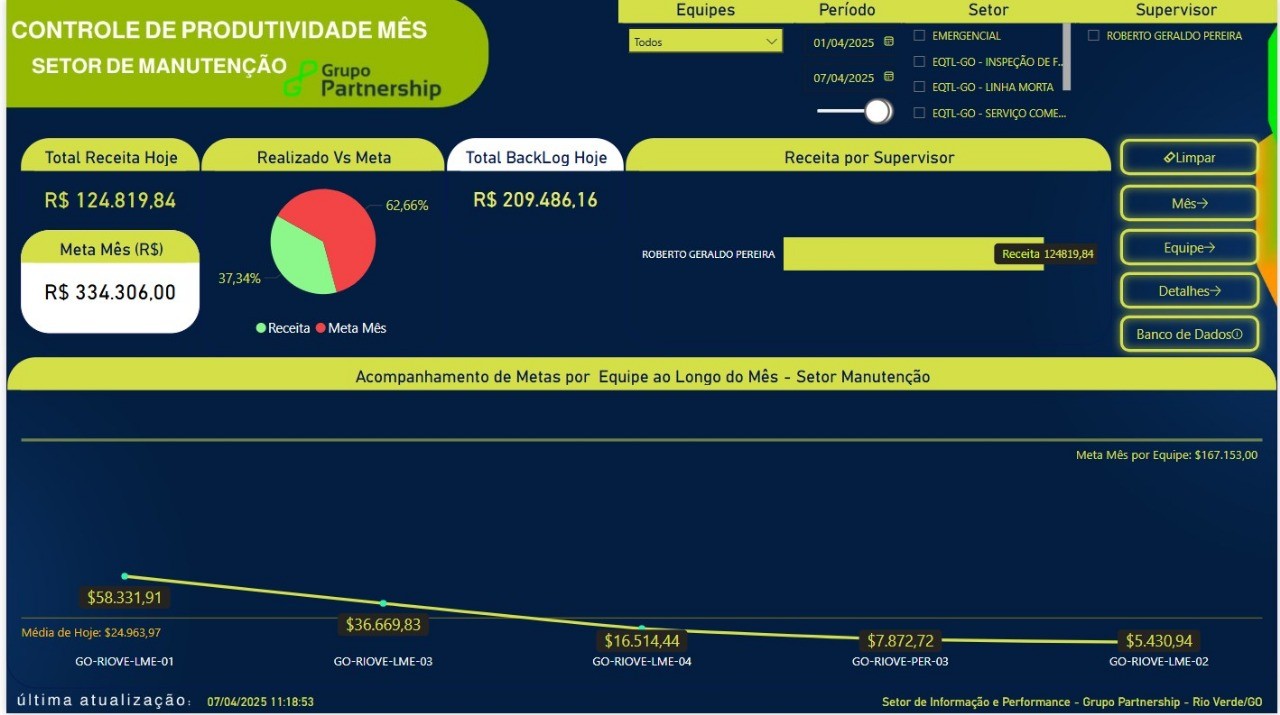 CONTROLE DE PRODUTIVIDADE MÊS
SETOR DE MANUTENÇÃO
Grupo
Partnership
Equipes
Todos
Período
01/04/2025
07/04/2025
Setor
EMERGENCIAL
EQTL-GO - INSPEÇÃO DE F...
EQTL-GO - LINHA MORTA
EQTL-GO - SERVIÇO COME...
Supervisor
ROBERTO GERALDO PEREIRA
Total Receita Hoje
R$ 124.819,84
Meta Mês (R$)
R$ 334.306,00
Realizado Vs Meta
62,66%
37,34%
Receita
Meta Mês
Total BackLog Hoje
R$ 209.486,16
Receita por Supervisor
ROBERTO GERALDO PEREIRA
Receita 124819,84
Limpar
Mês→
Equipe→
Detalhes→
Banco de Dados
Acompanhamento de Metas por Equipe ao Longo do Mês - Setor Manutenção
Meta Mês por Equipe: $167.153,00
$58.331,91
$36.669,83
$16.514,44
$7.872,72
$5.430,94
Média de Hoje: $24.963,97
GO-RIOVE-LME-01
GO-RIOVE-LME-03
GO-RIOVE-LME-04
GO-RIOVE-PER-03
GO-RIOVE-LME-02
última atualização: 07/04/2025 11:18:53
Setor de Informação e Performance - Grupo Partnership - Rio Verde/GO